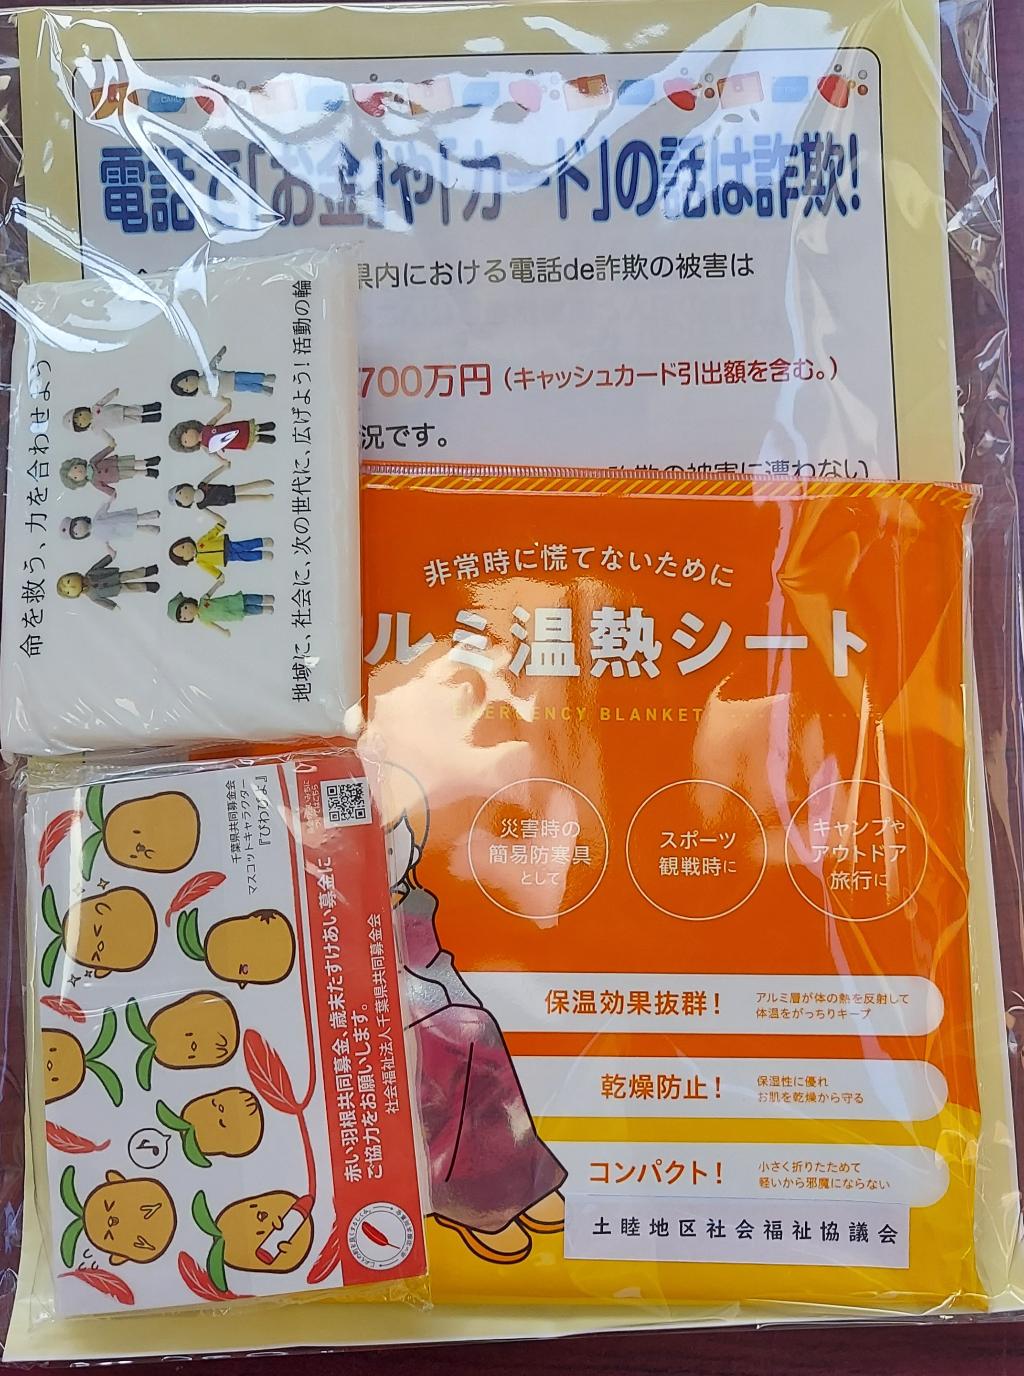 電話で「お金」や「カード」の話は詐欺!
県内における電話de詐欺の被害は
700万円(キャッシュカード引出額を含む。)
況です。
詐欺の被害に遭わない
命を救う、力を合わせよう
地域に、社会に、次の世代に、広げよう!活動の輪
非常時に慌てないために
ルミ温熱シート
EMERGENCY BLANKET
災害時の
簡易防寒具
として
スポーツ
観戦時に
キャンプや
アウトドア
旅行に
保温効果抜群!
アルミ層が体の熱を反射して
体温をがっちりキープ
乾燥防止!
保湿性に優れ
お肌を乾燥から守る
コンパクト!
小さく折りたためて
軽いから邪魔にならない
土睦地区社会福祉協議会
千葉県共同募金会
マスコットキャラクター
『びわぴよ』
赤い羽根共同募金、歳末たすけあい募金に
ご協力をお願いします。
社会福祉法人千葉県共同募金会